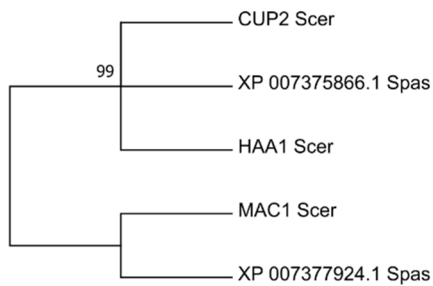 CUP2 Scer
99
XP 007375866.1 Spas
HAA1 Scer
MAC1 Scer
XP 007377924.1 Spas